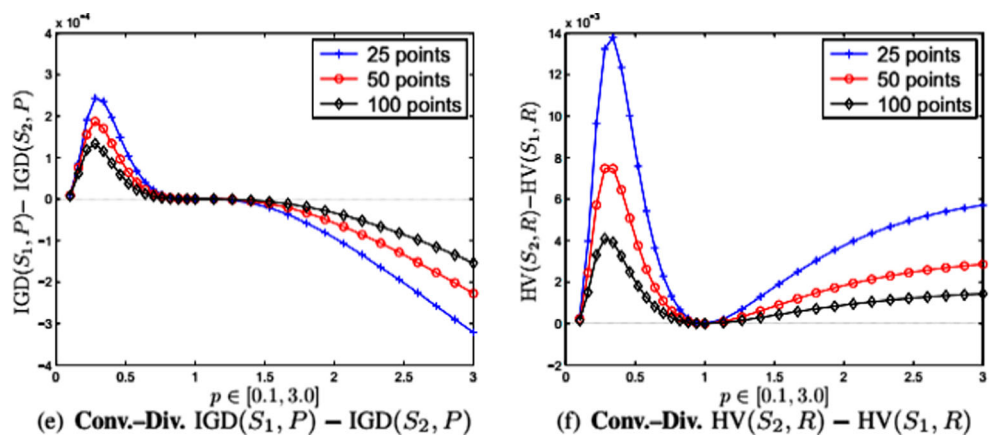 x 10⁻⁴
4
3
2
1
0
−1
−2
−3
−4
IGD(S₁, P)− IGD(S₂, P)
25 points
50 points
100 points
0 0.5 1 1.5 2 2.5 3
p ∈ [0.1, 3.0]
(e) Conv.–Div. IGD(S₁, P) − IGD(S₂, P)
x 10⁻³
14
12
10
8
6
4
2
0
−2
HV(S₂, R)−HV(S₁, R)
25 points
50 points
100 points
0 0.5 1 1.5 2 2.5 3
p ∈ [0.1, 3.0]
(f) Conv.–Div. HV(S₂, R) − HV(S₁, R)